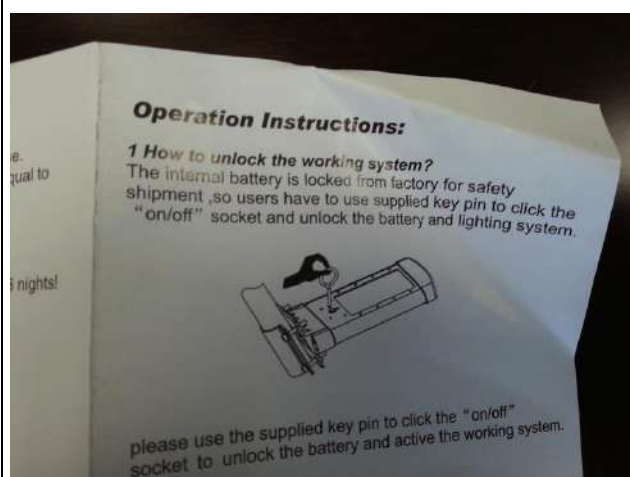 e.
qual to
nights!
Operation Instructions:
1 How to unlock the working system?
The internal battery is locked from factory for safety
shipment ,so users have to use supplied key pin to click the
"on/off" socket and unlock the battery and lighting system.
please use the supplied key pin to click the "on/off"
socket to unlock the battery and active the working system.